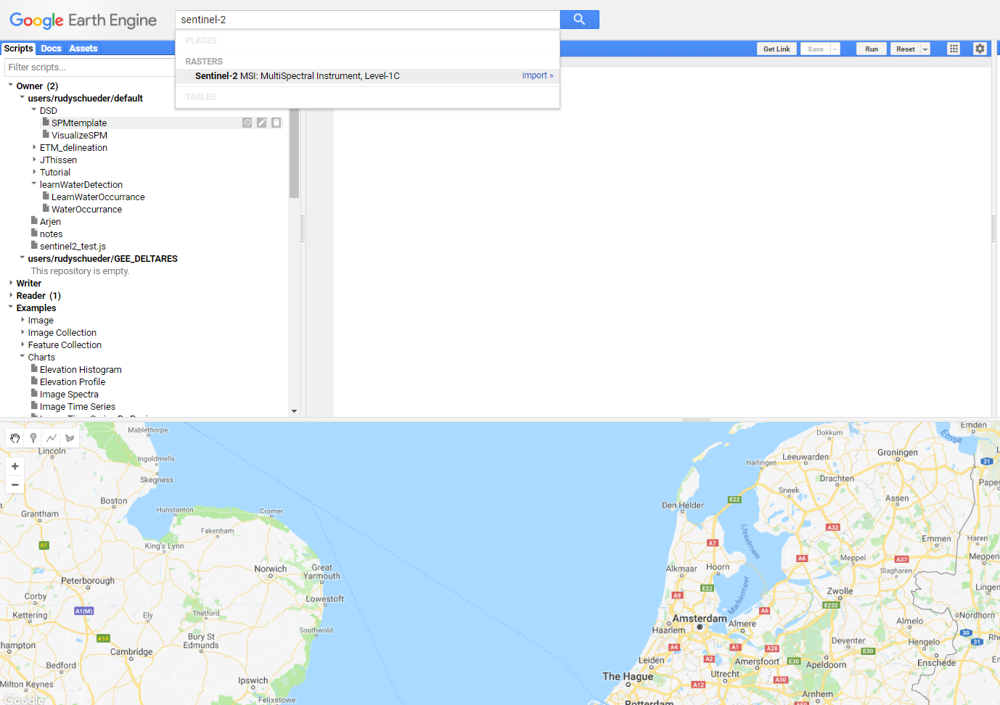 Google Earth Engine
sentinel-2
PLACES
RASTERS
Sentinel-2 MSI: MultiSpectral Instrument, Level-1C import »
TABLES
Scripts Docs Assets
Get Link Save Run Reset
Filter scripts...
Owner (2)
users/rudyschueder/default
DSD
SPMtemplate
VisualizeSPM
ETM_delineation
JThissen
Tutorial
learnWaterDetection
LearnWaterOccurrance
WaterOccurrance
Arjen
notes
sentinel2_test.js
users/rudyschueder/GEE_DELTARES
This repository is empty.
Writer
Reader (1)
Examples
Image
Image Collection
Feature Collection
Charts
Elevation Histogram
Elevation Profile
Image Spectra
Image Time Series
Mablethorpe
Lincoln
Ingoldmells
Skegness
Boston
Grantham
Hunstanton
Cromer
Fakenham
King's Lynn
A1
Norwich
Great
Yarmouth
Peterborough
Lowestoft
Corby
Kettering
A1(M)
Ely
Thetford
Southwold
A14
Bury St
Edmunds
hampton
Cambridge
Bedford
Ipswich
Milton Keynes
Felixstowe
Google
Emden
Emse
Dokkum
Groningen
Leeuwarden
Harlingen
31
Drachten
Paper
Sneek
Assen
Den Helder
E22
A32
IJsselmeer
A7
Emmen
Haren
A6
Meppel
A37
Meppen
Alkmaar
Hoorn
Slagharen
E22
Markermeer
Zwolle
Lingen
A9
E232
A6
Nordhorn
Amsterdam
Almere
Almelo
Haarlem
30
31
Rhe
A4
A1
A28
Deventer
E30
Hengelo
Leiden
A2
Amersfoort
E30
Apeldoorn
Enschede
The Hague
Utrecht
A12
A30
Arnhem
Rotterdam
A50